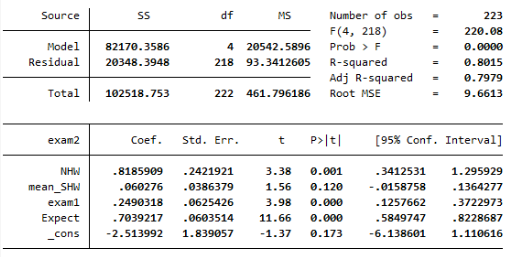 Source SS df MS Number of obs = 223
F(4, 218) = 220.08
Model 82170.3586 4 20542.5896 Prob > F = 0.0000
Residual 20348.3948 218 93.3412605 R-squared = 0.8015
Adj R-squared = 0.7979
Total 102518.753 222 461.796186 Root MSE = 9.6613
exam2 Coef. Std. Err. t P>|t| [95% Conf. Interval]
NHW .8185909 .2421921 3.38 0.001 .3412531 1.295929
mean_SHW .060276 .0386379 1.56 0.120 -.0158758 .1364277
exam1 .2490318 .0625426 3.98 0.000 .1257662 .3722973
Expect .7039217 .0603514 11.66 0.000 .5849747 .8228687
_cons -2.513992 1.839057 -1.37 0.173 -6.138601 1.110616